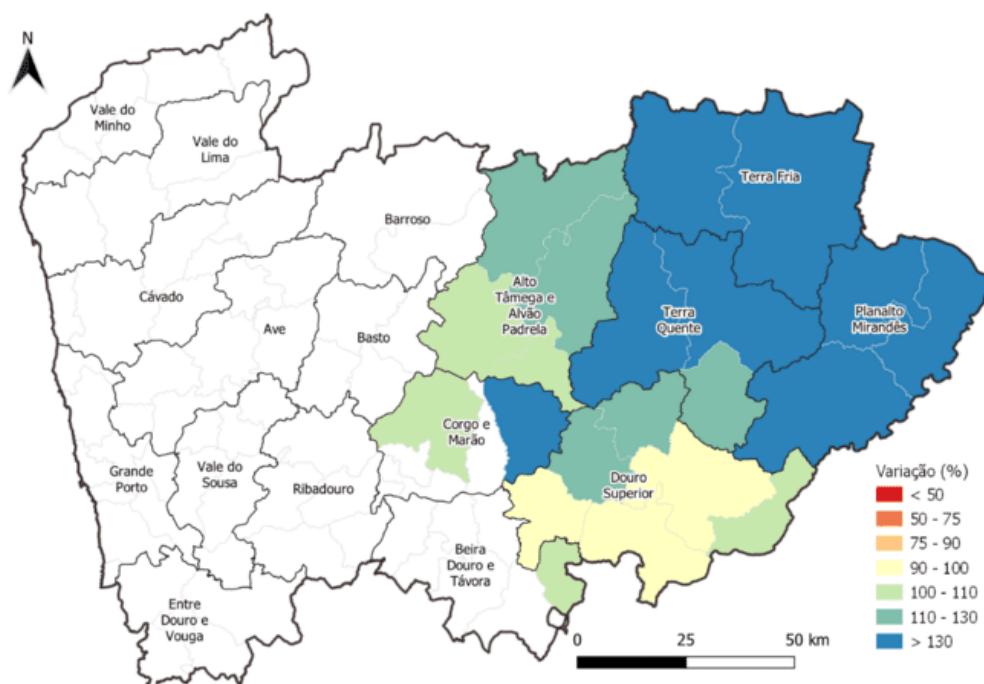 N
Vale do
Minho
Vale do
Lima
Terra Fria
Barroso
Cávado
Alto
Tâmega e
Alvão
Padrela
Terra
Quente
Planalto
Mirandês
Ave
Basto
Corgo e
Marão
Grande
Porto
Vale do
Sousa
Ribadouro
Douro
Superior
Beira
Douro e
Távora
Entre
Douro e
Vouga
Variação (%)
< 50
50 - 75
75 - 90
90 - 100
100 - 110
110 - 130
> 130
0 25 50 km